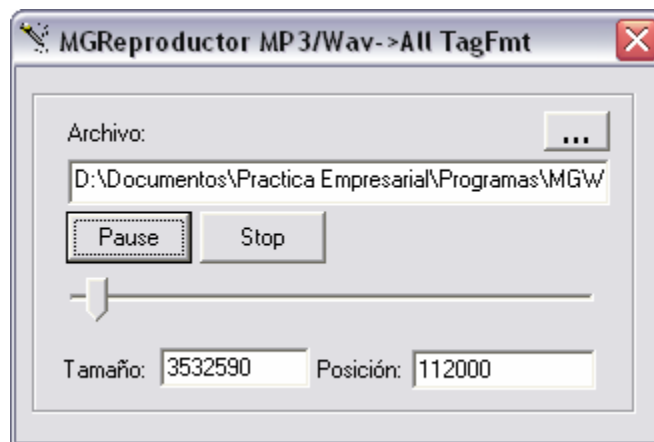 MGReproductor MP3/Wav->All TagFmt
Archivo:
...
D:\Documentos\Practica Empresarial\Programas\MGW
Pause Stop
Tamaño: 3532590 Posición: 112000